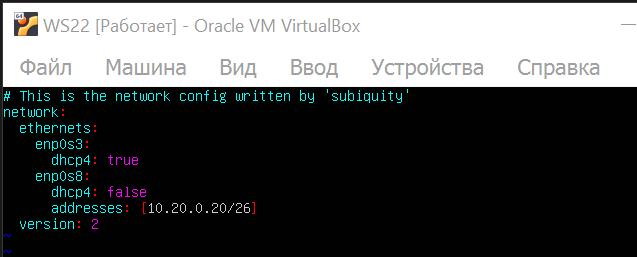 64
WS22 [Работает] - Oracle VM VirtualBox
Файл Машина Вид Ввод Устройства Справка
# This is the network config written by 'subiquity'
network:
  ethernets:
    enp0s3:
      dhcp4: true
    enp0s8:
      dhcp4: false
      addresses: [10.20.0.20/26]
  version: 2
~
~